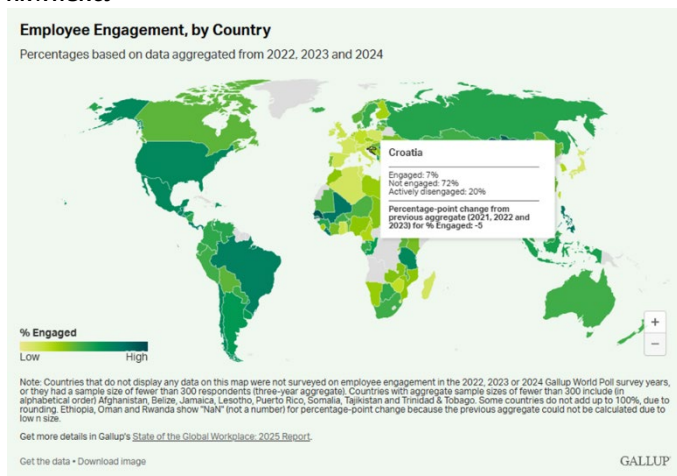 Employee Engagement, by Country
Percentages based on data aggregated from 2022, 2023 and 2024
Croatia
Engaged: 7%
Not engaged: 72%
Actively disengaged: 20%
Percentage-point change from
previous aggregate (2021, 2022 and
2023) for % Engaged: -5
% Engaged
Low High
+
−
Note: Countries that do not display any data on this map were not surveyed on employee engagement in the 2022, 2023 or 2024 Gallup World Poll survey years,
or they had a sample size of fewer than 300 respondents (three-year aggregate). Countries with aggregate sample sizes of fewer than 300 include (in
alphabetical order) Afghanistan, Belize, Jamaica, Lesotho, Puerto Rico, Somalia, Tajikistan and Trinidad & Tobago. Some countries do not add up to 100%, due to
rounding. Ethiopia, Oman and Rwanda show "NaN" (not a number) for percentage-point change because the previous aggregate could not be calculated due to
low n size.
Get more details in Gallup's State of the Global Workplace: 2025 Report.
Get the data • Download image
GALLUP